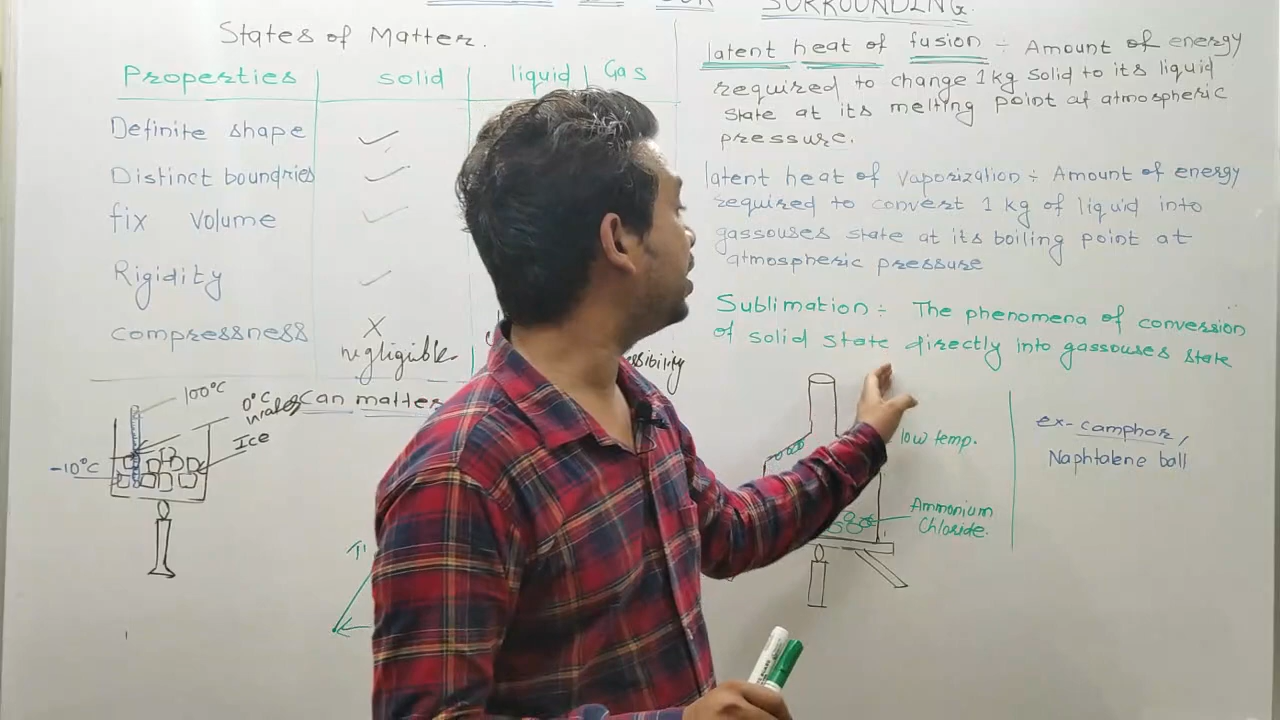 SURROUNDING.
States of Matter.
Properties solid liquid Gas
Definite shape
Distinct boundries
fix volume
Rigidity
compressness X
negligible.
100°C
0°C
Ice
-10°C
Can matter
latent heat of fusion ÷ Amount of energy
required to change 1 kg solid to its liquid
state at its melting point at atmospheric
pressure.
latent heat of vaporization ÷ Amount of energy
required to convert 1 kg of liquid into
gassouses state at its boiling point at
atmospheric pressure
Sublimation ÷ The phenomena of convession
of solid state directly into gassouses state
low temp.
Ammonium
Chloside.
ex- camphor,
Naphtalene ball